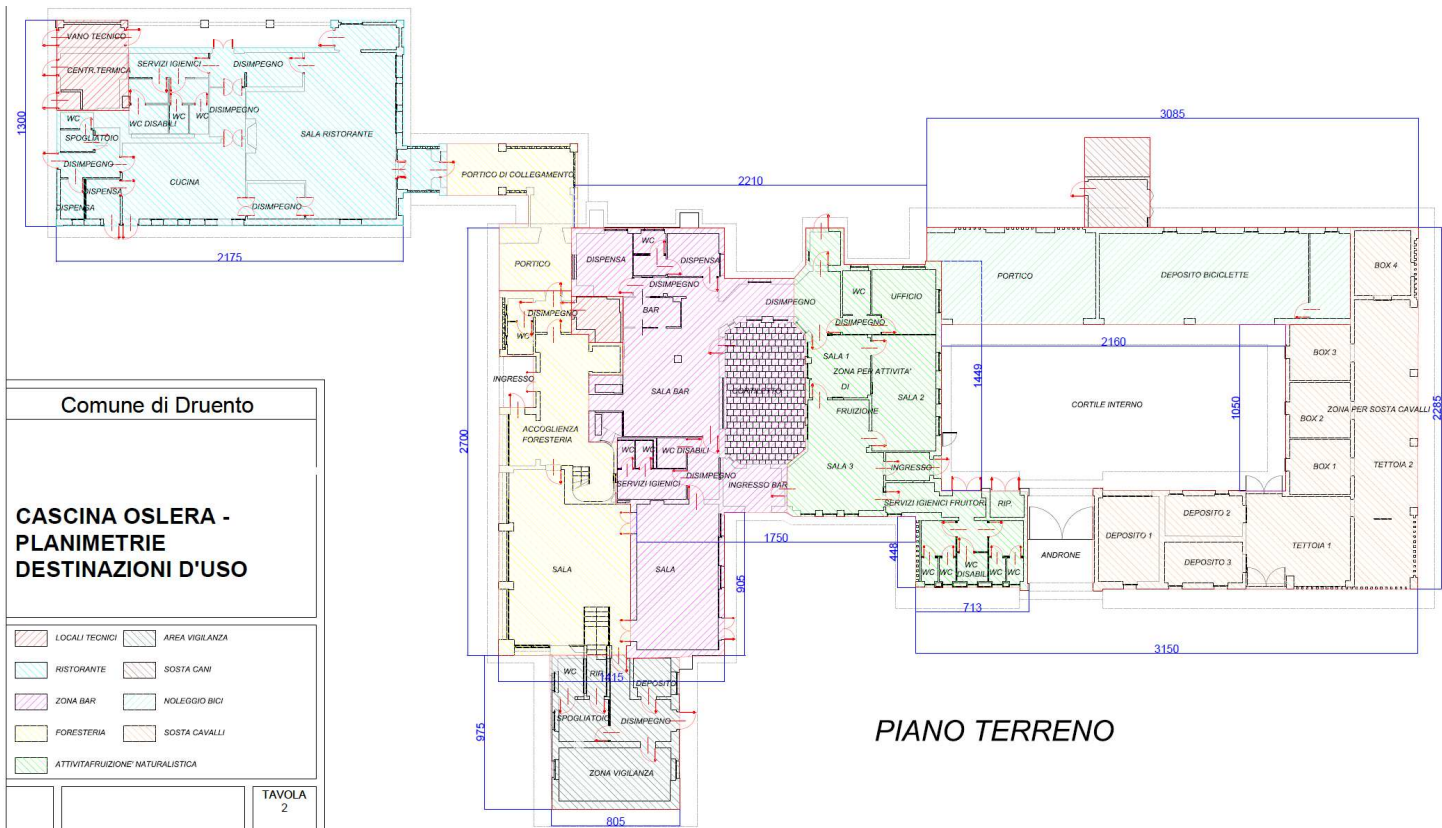 VANO TECNICO
CENTR.TERMICA
SERVIZI IGIENICI
DISIMPEGNO
WC DISABILI
WC
WC
DISIMPEGNO
SALA RISTORANTE
WC
SPOGLIATOIO
DISIMPEGNO
CUCINA
DISPENSA
DISPENSA
DISIMPEGNO
1300
2175
PORTICO DI COLLEGAMENTO
2210
3085
PORTICO
DISPENSA
WC
DISPENSA
DISIMPEGNO
BAR
DISIMPEGNO
DISIMPEGNO
WC
WC
UFFICIO
DISIMPEGNO
PORTICO
DEPOSITO BICICLETTE
BOX 4
INGRESSO
SALA BAR
SALA 1
ZONA PER ATTIVITA'
DI
FRUIZIONE
SALA 2
2160
1449
CORTILE INTERNO
1050
BOX 3
BOX 2
ZONA PER SOSTA CAVALLI
BOX 1
2285
TETTOIA 2
2700
ACCOGLIENZA
FORESTERIA
WC
WC
WC DISABILI
SERVIZI IGIENICI
DISIMPEGNO
INGRESSO BAR
SALA 3
INGRESSO
SERVIZI IGIENICI FRUITORI
RIP.
SALA
SALA
1750
905
448
WC
WC
WC
DISABILI
WC
WC
713
ANDRONE
DEPOSITO 1
DEPOSITO 2
DEPOSITO 3
TETTOIA 1
3150
1415
WC
RIP.
DEPOSITO
SPOGLIATOIO
DISIMPEGNO
975
ZONA VIGILANZA
805
PIANO TERRENO
Comune di Druento
CASCINA OSLERA -
PLANIMETRIE
DESTINAZIONI D'USO
LOCALI TECNICI
AREA VIGILANZA
RISTORANTE
SOSTA CANI
ZONA BAR
NOLEGGIO BICI
FORESTERIA
SOSTA CAVALLI
ATTIVITAFRUIZIONE' NATURALISTICA
TAVOLA
2